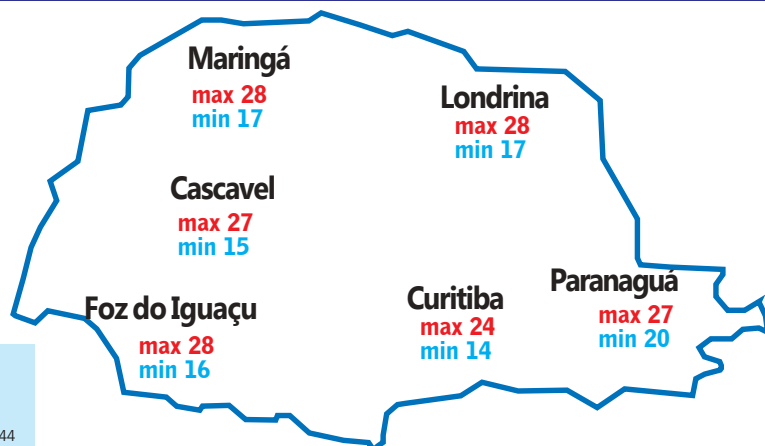 Maringá
max 28
min 17
Londrina
max 28
min 17
Cascavel
max 27
min 15
Foz do Iguaçu
max 28
min 16
Curitiba
max 24
min 14
Paranaguá
max 27
min 20
44